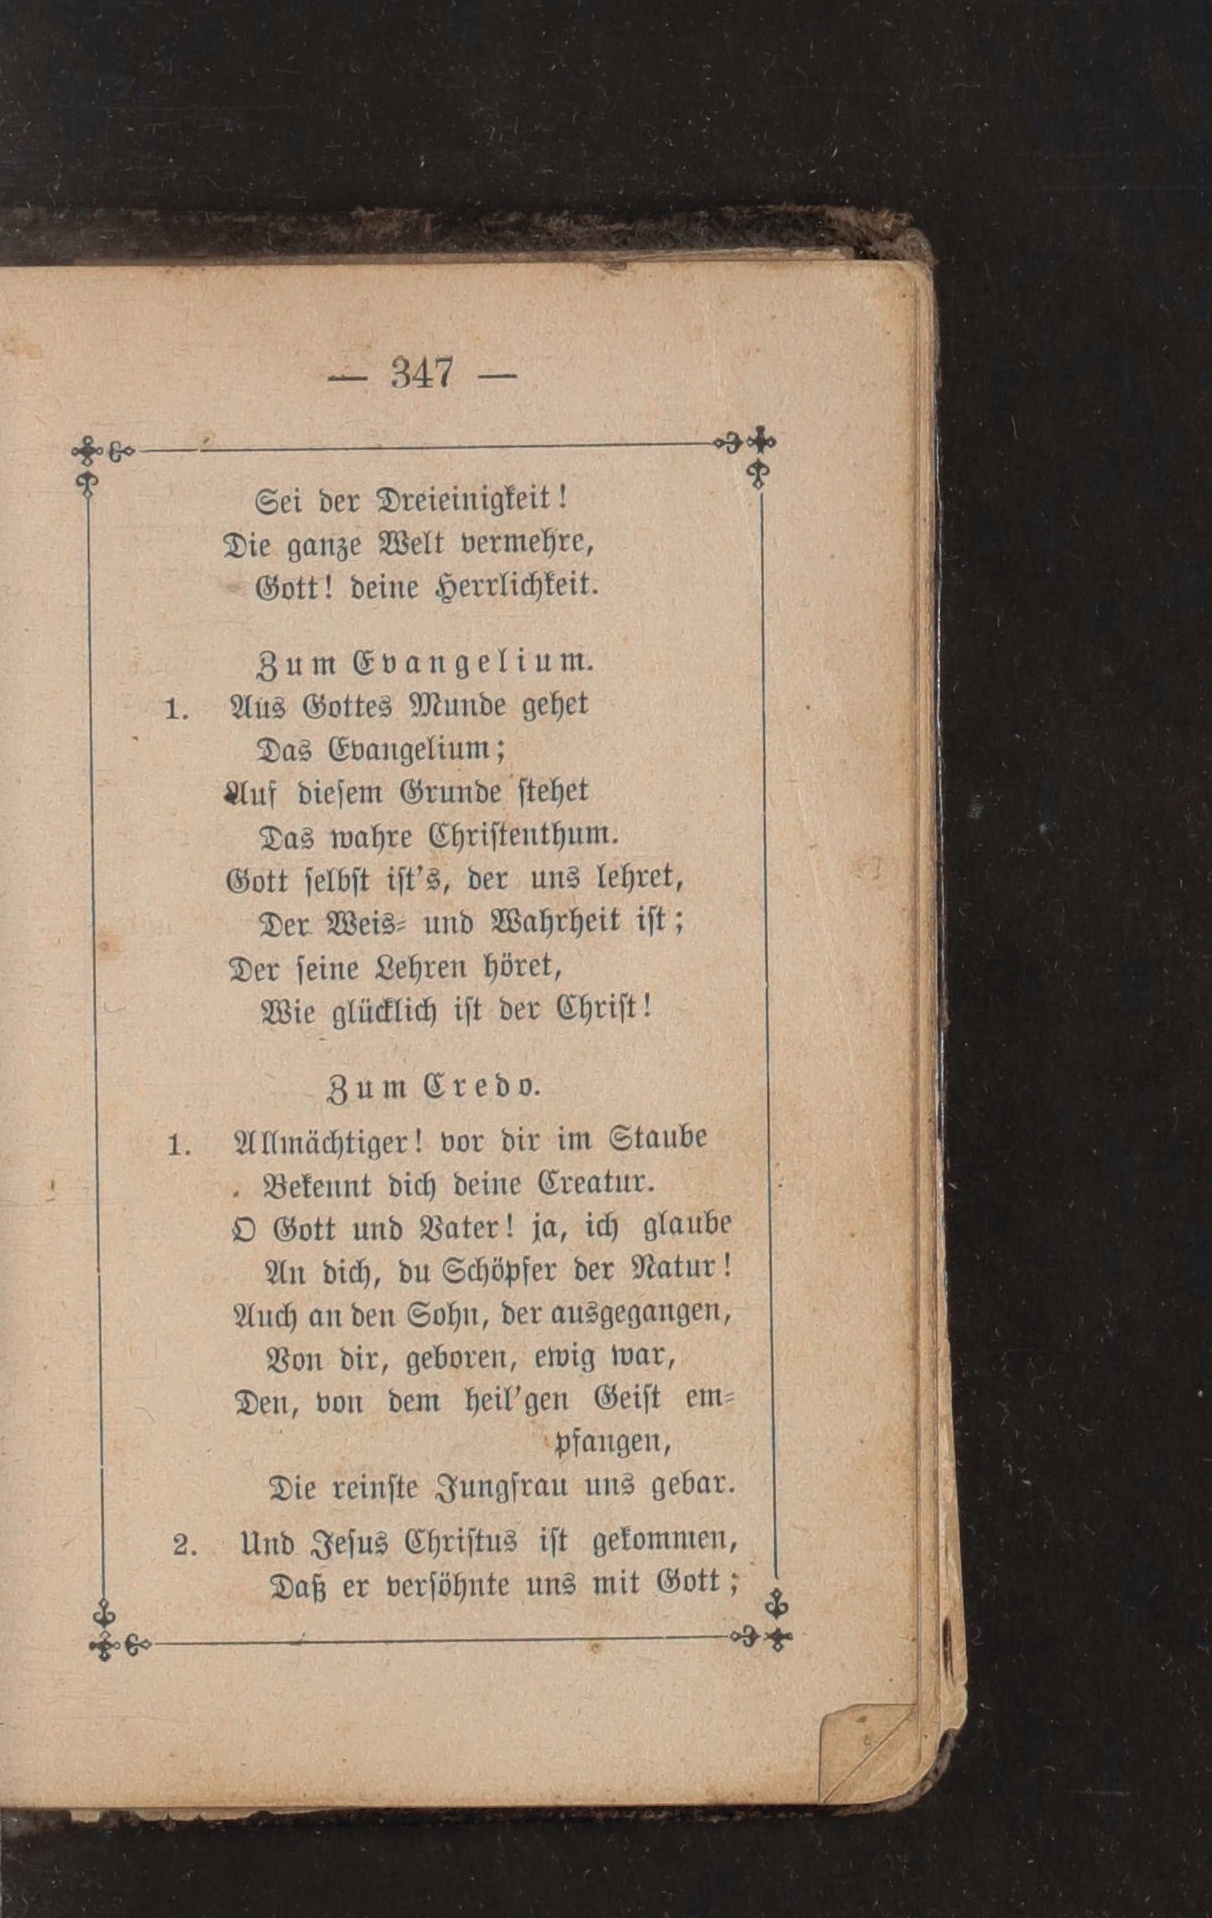 — 347 —
Sei der Dreieinigkeit!
Die ganze Welt vermehre,
Gott! deine Herrlichkeit.
Zum Evangelium.
1. Aus Gottes Munde gehet
Das Evangelium;
Auf diesem Grunde stehet
Das wahre Christenthum.
Gott selbst ist's, der uns lehret,
Der Weis- und Wahrheit ist;
Der seine Lehren höret,
Wie glücklich ist der Christ!
Zum Credo.
1. Allmächtiger! vor dir im Staube
Bekennt dich deine Creatur.
O Gott und Vater! ja, ich glaube
An dich, du Schöpfer der Natur!
Auch an den Sohn, der ausgegangen,
Von dir, geboren, ewig war,
Den, von dem heil'gen Geist em-
pfangen,
Die reinste Jungfrau uns gebar.
2. Und Jesus Christus ist gekommen,
Daß er versöhnte uns mit Gott;